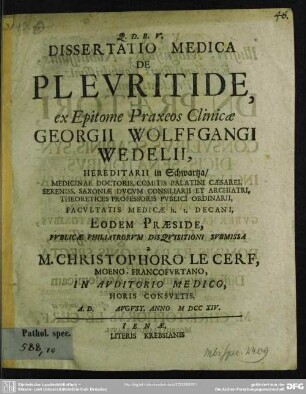 46.
Q. D. B. V.
DISSERTATIO MEDICA
DE
PLEVRITIDE,
ex Epitome Praxeos Clinicæ
GEORGII WOLFFGANGI
WEDELII,
HEREDITARII in Schwartza/
MEDICINAE DOCTORIS, COMITIS PALATINI CÆSAREI,
SERENISS. SAXONIÆ DUCUM CONSILIARII ET ARCHIATRI,
THEORETICES PROFESSORIS PVBLICI ORDINARII,
FACVLTATIS MEDICÆ h. t. DECANI,
EODEM PRÆSIDE,
PVBLICÆ PHILIATRORVM DISQVISITIONI SVBMISSA
à
M. CHRISTOPHORO LE CERF,
MOENO-FRANCOFVRTANO,
IN AVDITORIO MEDICO,
HORIS CONSVETIS.
A. D. AVGVST. ANNO M DCC XIV.
IENÆ,
LITERIS KREBSIANIS.
Pathol. spec.
588,10